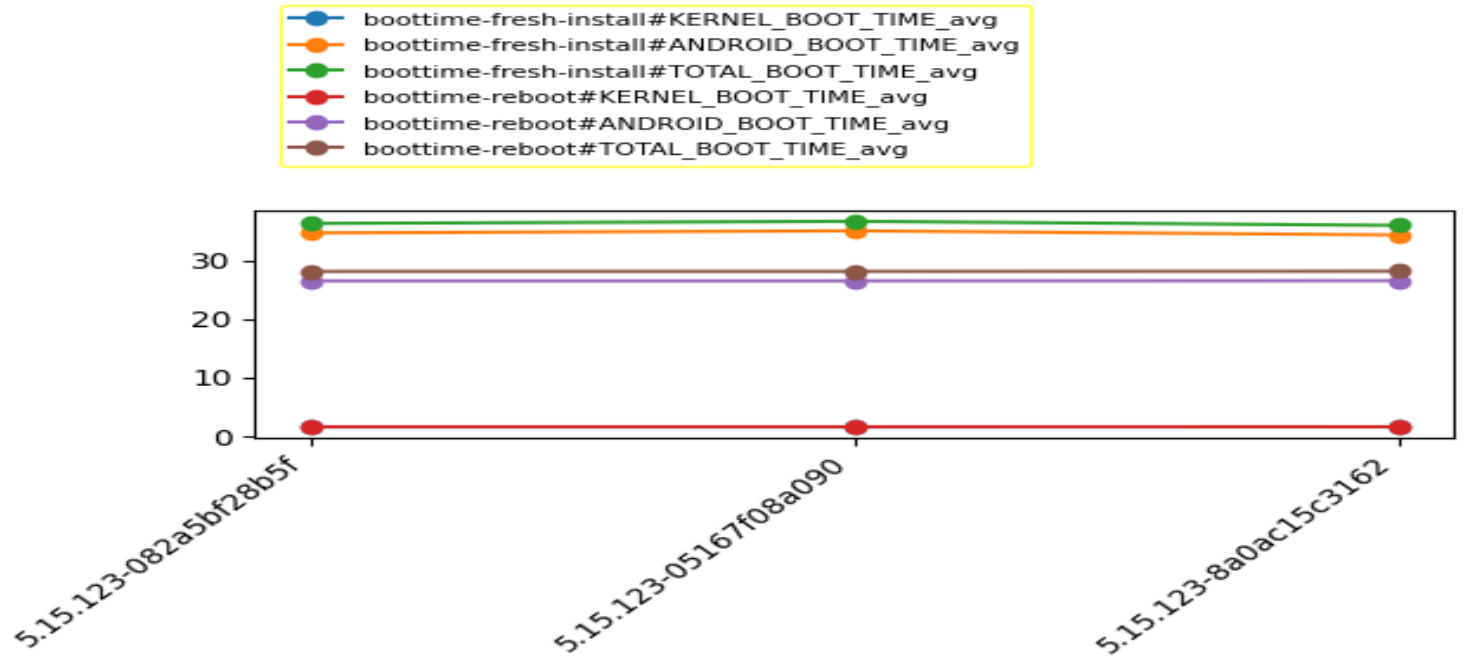 boottime-fresh-install#KERNEL_BOOT_TIME_avg
boottime-fresh-install#ANDROID_BOOT_TIME_avg
boottime-fresh-install#TOTAL_BOOT_TIME_avg
boottime-reboot#KERNEL_BOOT_TIME_avg
boottime-reboot#ANDROID_BOOT_TIME_avg
boottime-reboot#TOTAL_BOOT_TIME_avg
30
20
10
0
5.15.123-082a5bf28b5f
5.15.123-05167f08a090
5.15.123-8a0ac15c3162